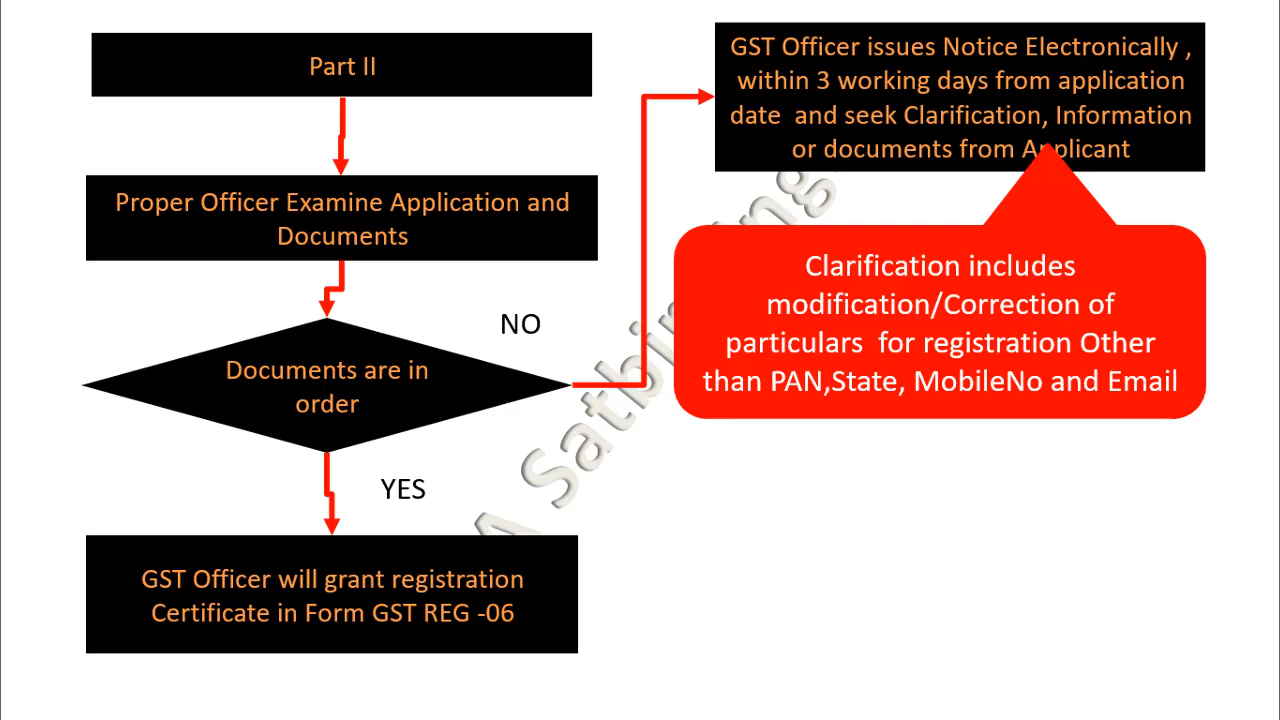 Part II
Proper Officer Examine Application and
Documents
Documents are in
order
NO
YES
GST Officer will grant registration
Certificate in Form GST REG -06
GST Officer issues Notice Electronically ,
within 3 working days from application
date and seek Clarification, Information
or documents from Applicant
Clarification includes
modification/Correction of
particulars for registration Other
than PAN,State, MobileNo and Email